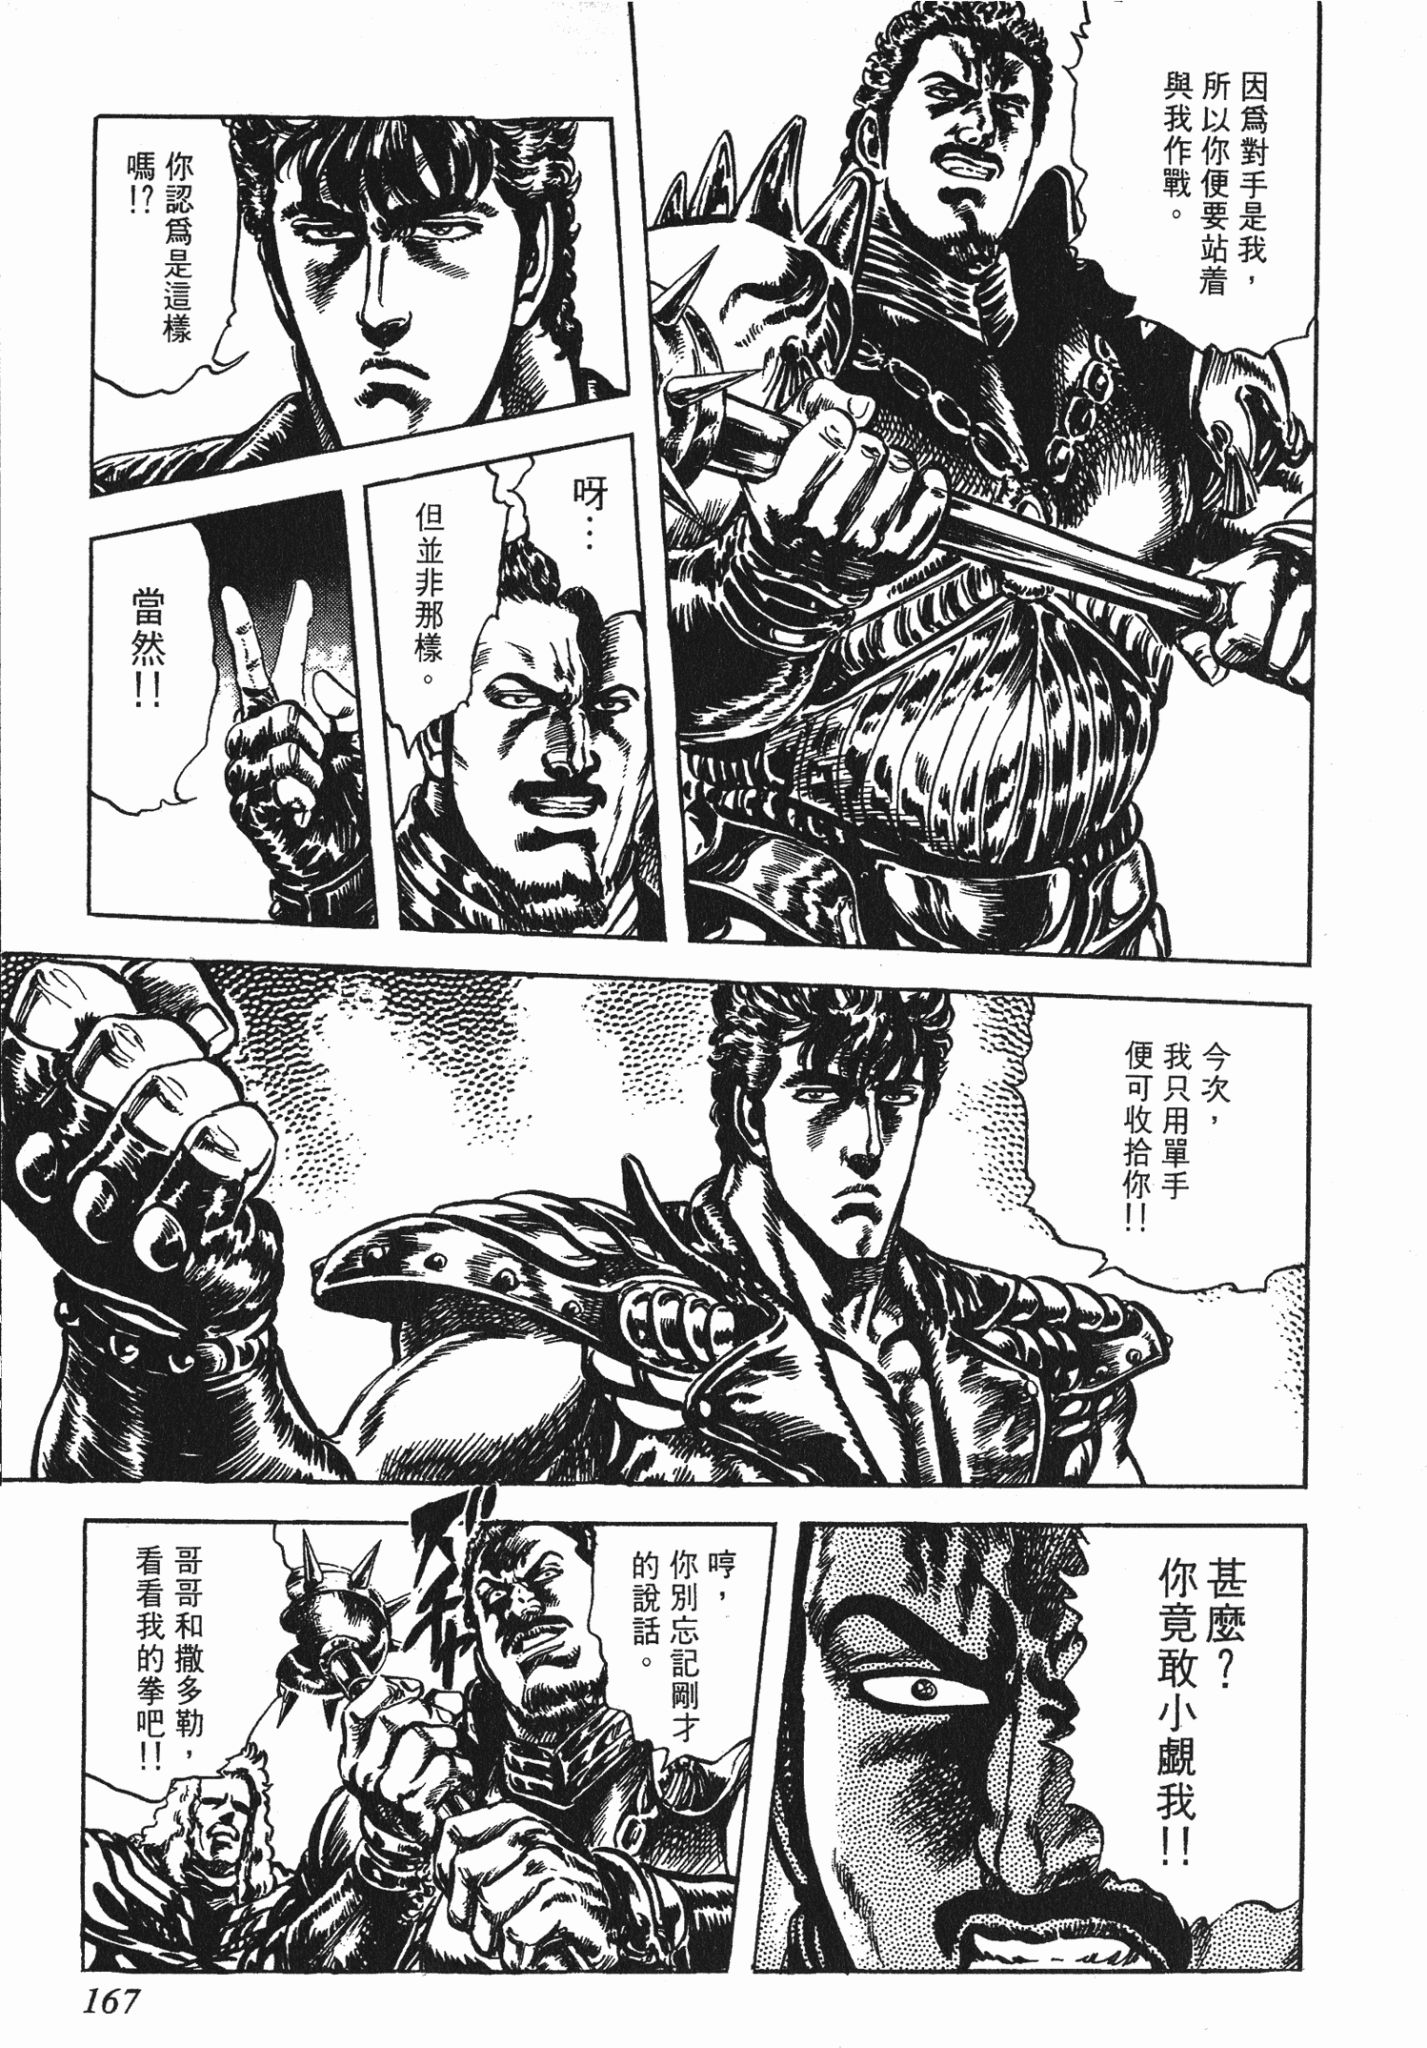 因爲對手是我，
所以你便要站着
與我作戰。
你認爲是這樣
嗎!?
呀…
但並非那樣。
當然!!
今次，
我只用單手
便可收拾你!!
甚麼？
你竟敢小覷我!!
哼，
你別忘記剛才
的說話。
哥哥和撒多勒，
看看我的拳吧!!
167